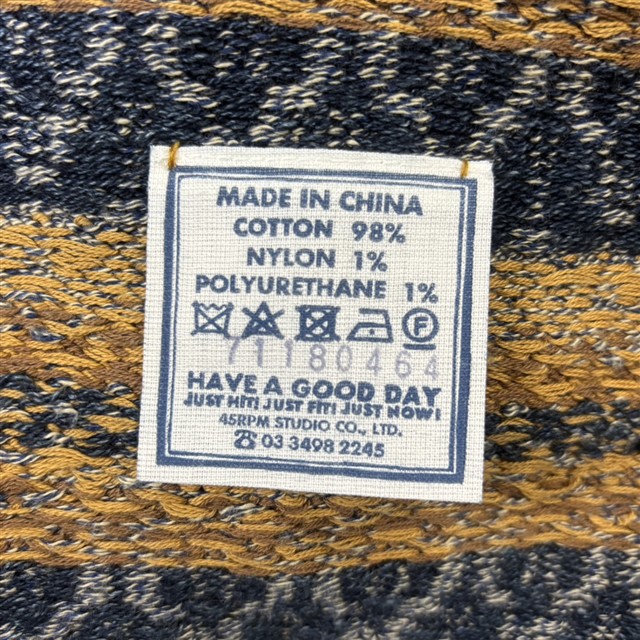 MADE IN CHINA
COTTON 98%
NYLON 1%
POLYURETHANE 1%
F
71180464
HAVE A GOOD DAY
JUST HIT! JUST FIT! JUST NOW!
45RPM STUDIO CO., LTD.
☎ 03 3498 2245